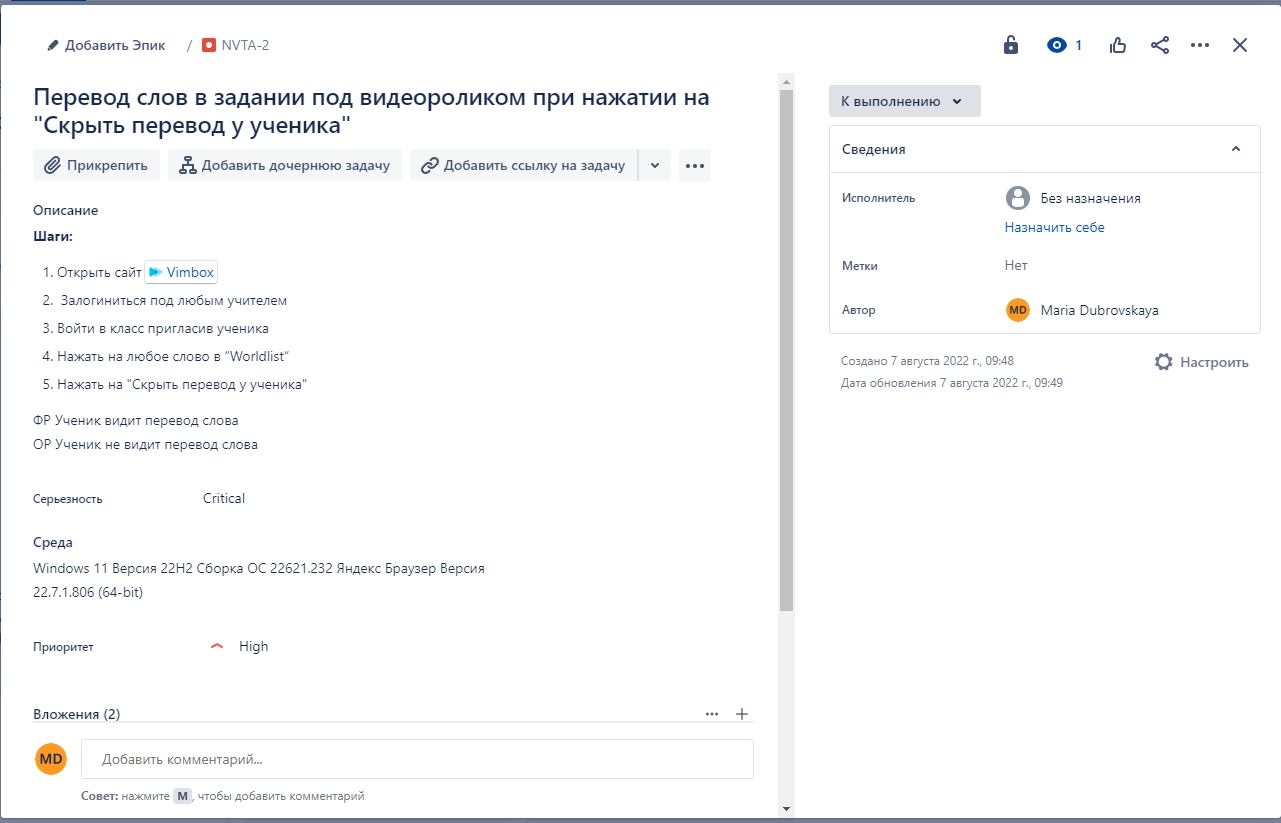 Добавить Эпик / NVTA-2
1
Перевод слов в задании под видеороликом при нажатии на
"Скрыть перевод у ученика"
Прикрепить
Добавить дочернюю задачу
Добавить ссылку на задачу
Описание
Шаги:
1. Открыть сайт Vimbox
2. Залогиниться под любым учителем
3. Войти в класс пригласив ученика
4. Нажать на любое слово в “Worldlist”
5. Нажать на "Скрыть перевод у ученика"
ФР Ученик видит перевод слова
ОР Ученик не видит перевод слова
Серьезность Critical
Среда
Windows 11 Версия 22H2 Сборка ОС 22621.232 Яндекс Браузер Версия
22.7.1.806 (64-bit)
Приоритет High
Вложения (2)
MD Добавить комментарий...
Совет: нажмите M, чтобы добавить комментарий
К выполнению
Сведения
Исполнитель Без назначения
Назначить себе
Метки Нет
Автор MD Maria Dubrovskaya
Создано 7 августа 2022 г., 09:48
Дата обновления 7 августа 2022 г., 09:49
Настроить